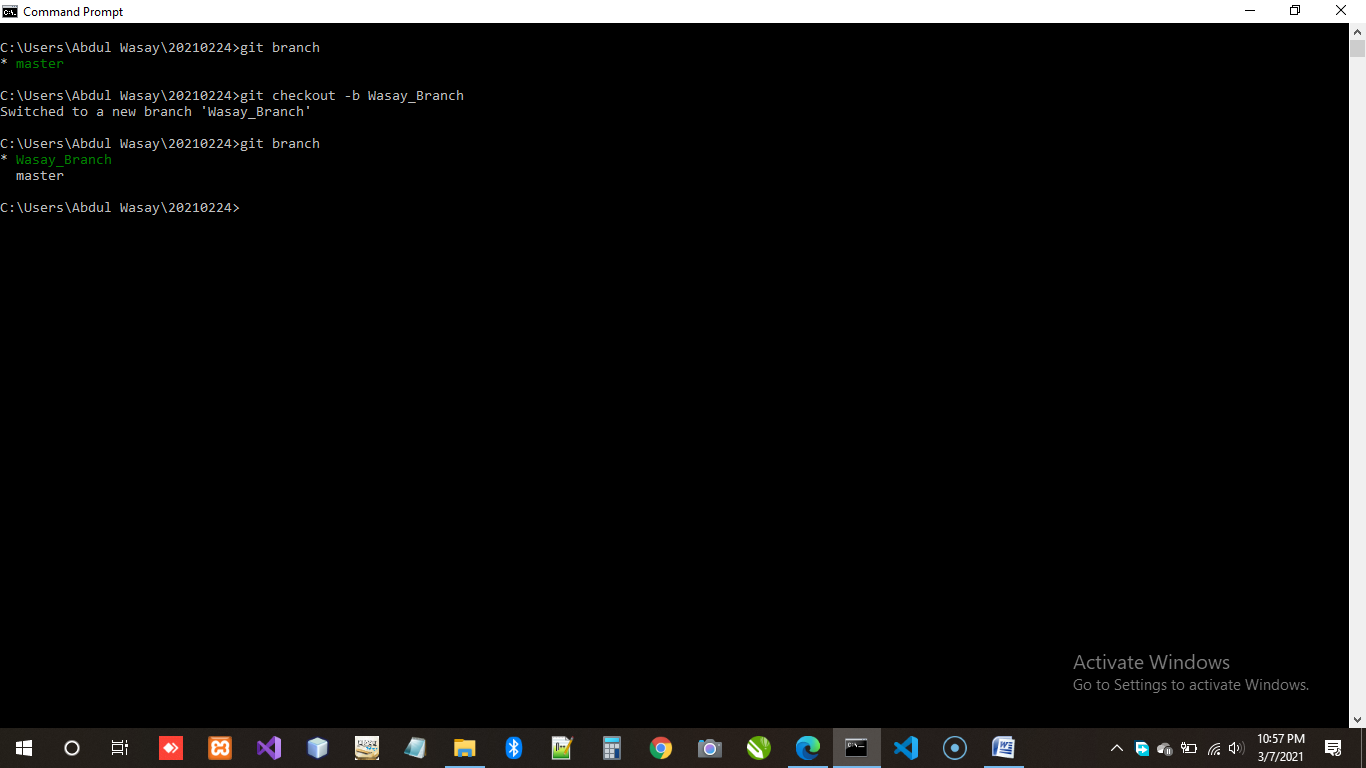 Command Prompt
C:\Users\Abdul Wasay\20210224>git branch
* master
C:\Users\Abdul Wasay\20210224>git checkout -b Wasay_Branch
Switched to a new branch 'Wasay_Branch'
C:\Users\Abdul Wasay\20210224>git branch
* Wasay_Branch
  master
C:\Users\Abdul Wasay\20210224>
Activate Windows
Go to Settings to activate Windows.
10:57 PM
3/7/2021